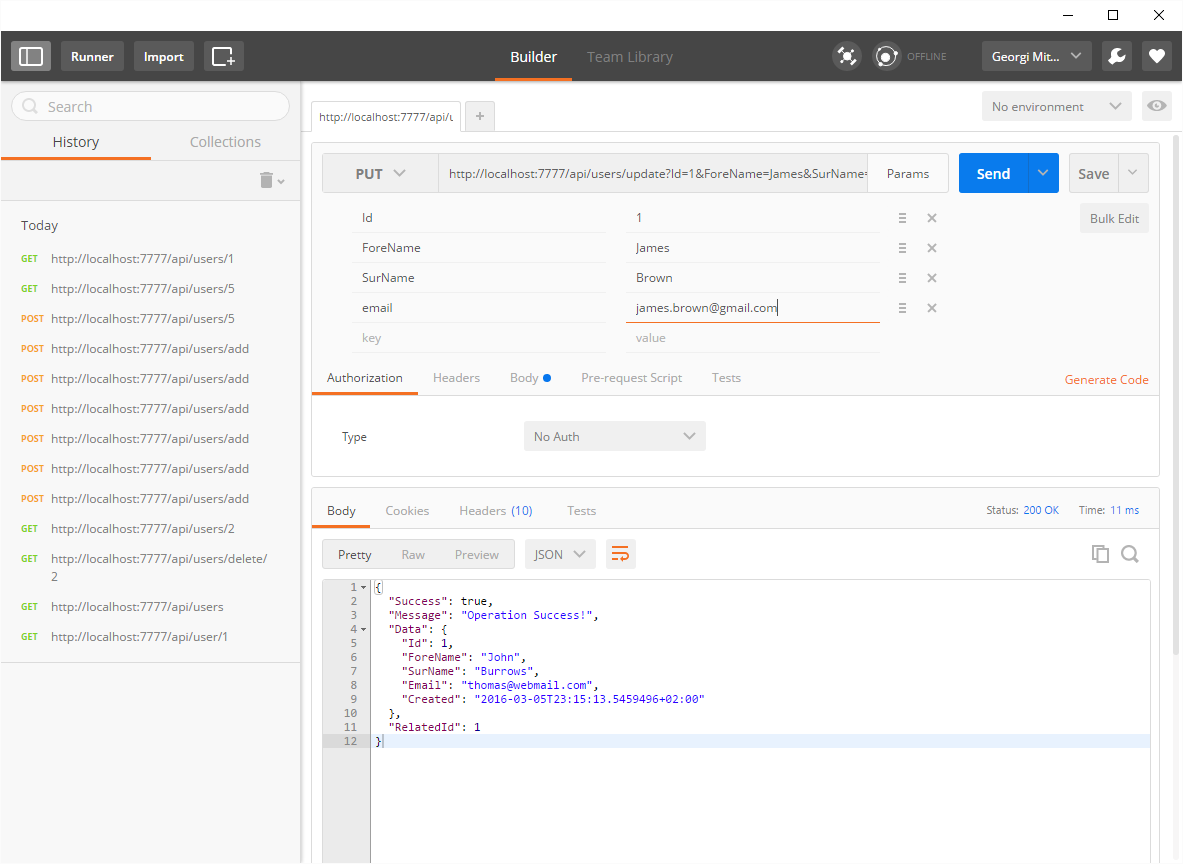 Runner Import Builder Team Library OFFLINE Georgi Mit...
Search
History Collections
Today
GET http://localhost:7777/api/users/1
GET http://localhost:7777/api/users/5
POST http://localhost:7777/api/users/5
POST http://localhost:7777/api/users/add
POST http://localhost:7777/api/users/add
POST http://localhost:7777/api/users/add
POST http://localhost:7777/api/users/add
POST http://localhost:7777/api/users/add
POST http://localhost:7777/api/users/add
GET http://localhost:7777/api/users/2
GET http://localhost:7777/api/users/delete/
2
GET http://localhost:7777/api/users
GET http://localhost:7777/api/user/1
http://localhost:7777/api/u +
No environment
PUT http://localhost:7777/api/users/update?Id=1&ForeName=James&SurName= Params Send Save
Id 1 Bulk Edit
ForeName James
SurName Brown
email james.brown@gmail.com
key value
Authorization Headers Body Pre-request Script Tests Generate Code
Type No Auth
Body Cookies Headers (10) Tests Status: 200 OK Time: 11 ms
Pretty Raw Preview JSON
1 {
2 "Success": true,
3 "Message": "Operation Success!",
4 "Data": {
5 "Id": 1,
6 "ForeName": "John",
7 "SurName": "Burrows",
8 "Email": "thomas@webmail.com",
9 "Created": "2016-03-05T23:15:13.5459496+02:00"
10 },
11 "RelatedId": 1
12 }